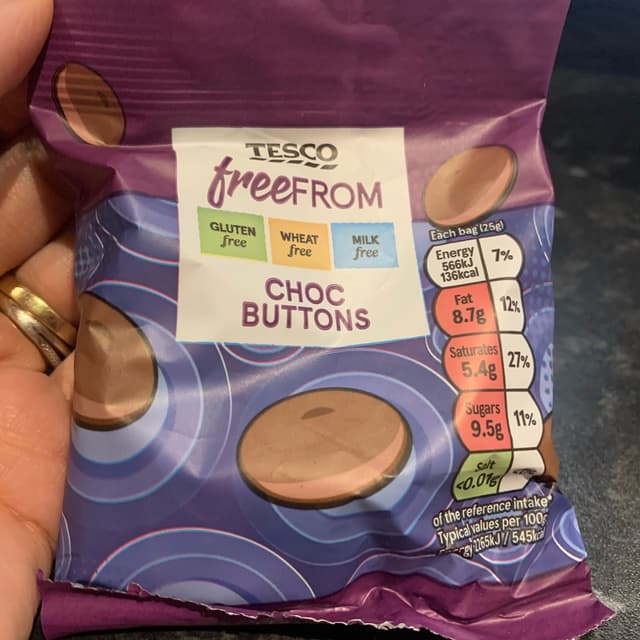 TESCO
freeFROM
GLUTEN
free
WHEAT
free
MILK
free
CHOC
BUTTONS
Each bag (25g)
Energy
566kJ
136kcal
7%
Fat
8.7g
12%
Saturates
5.4g
27%
Sugars
9.5g
11%
Salt
<0.01g
of the reference intake*
Typical values per 100g
545kcal